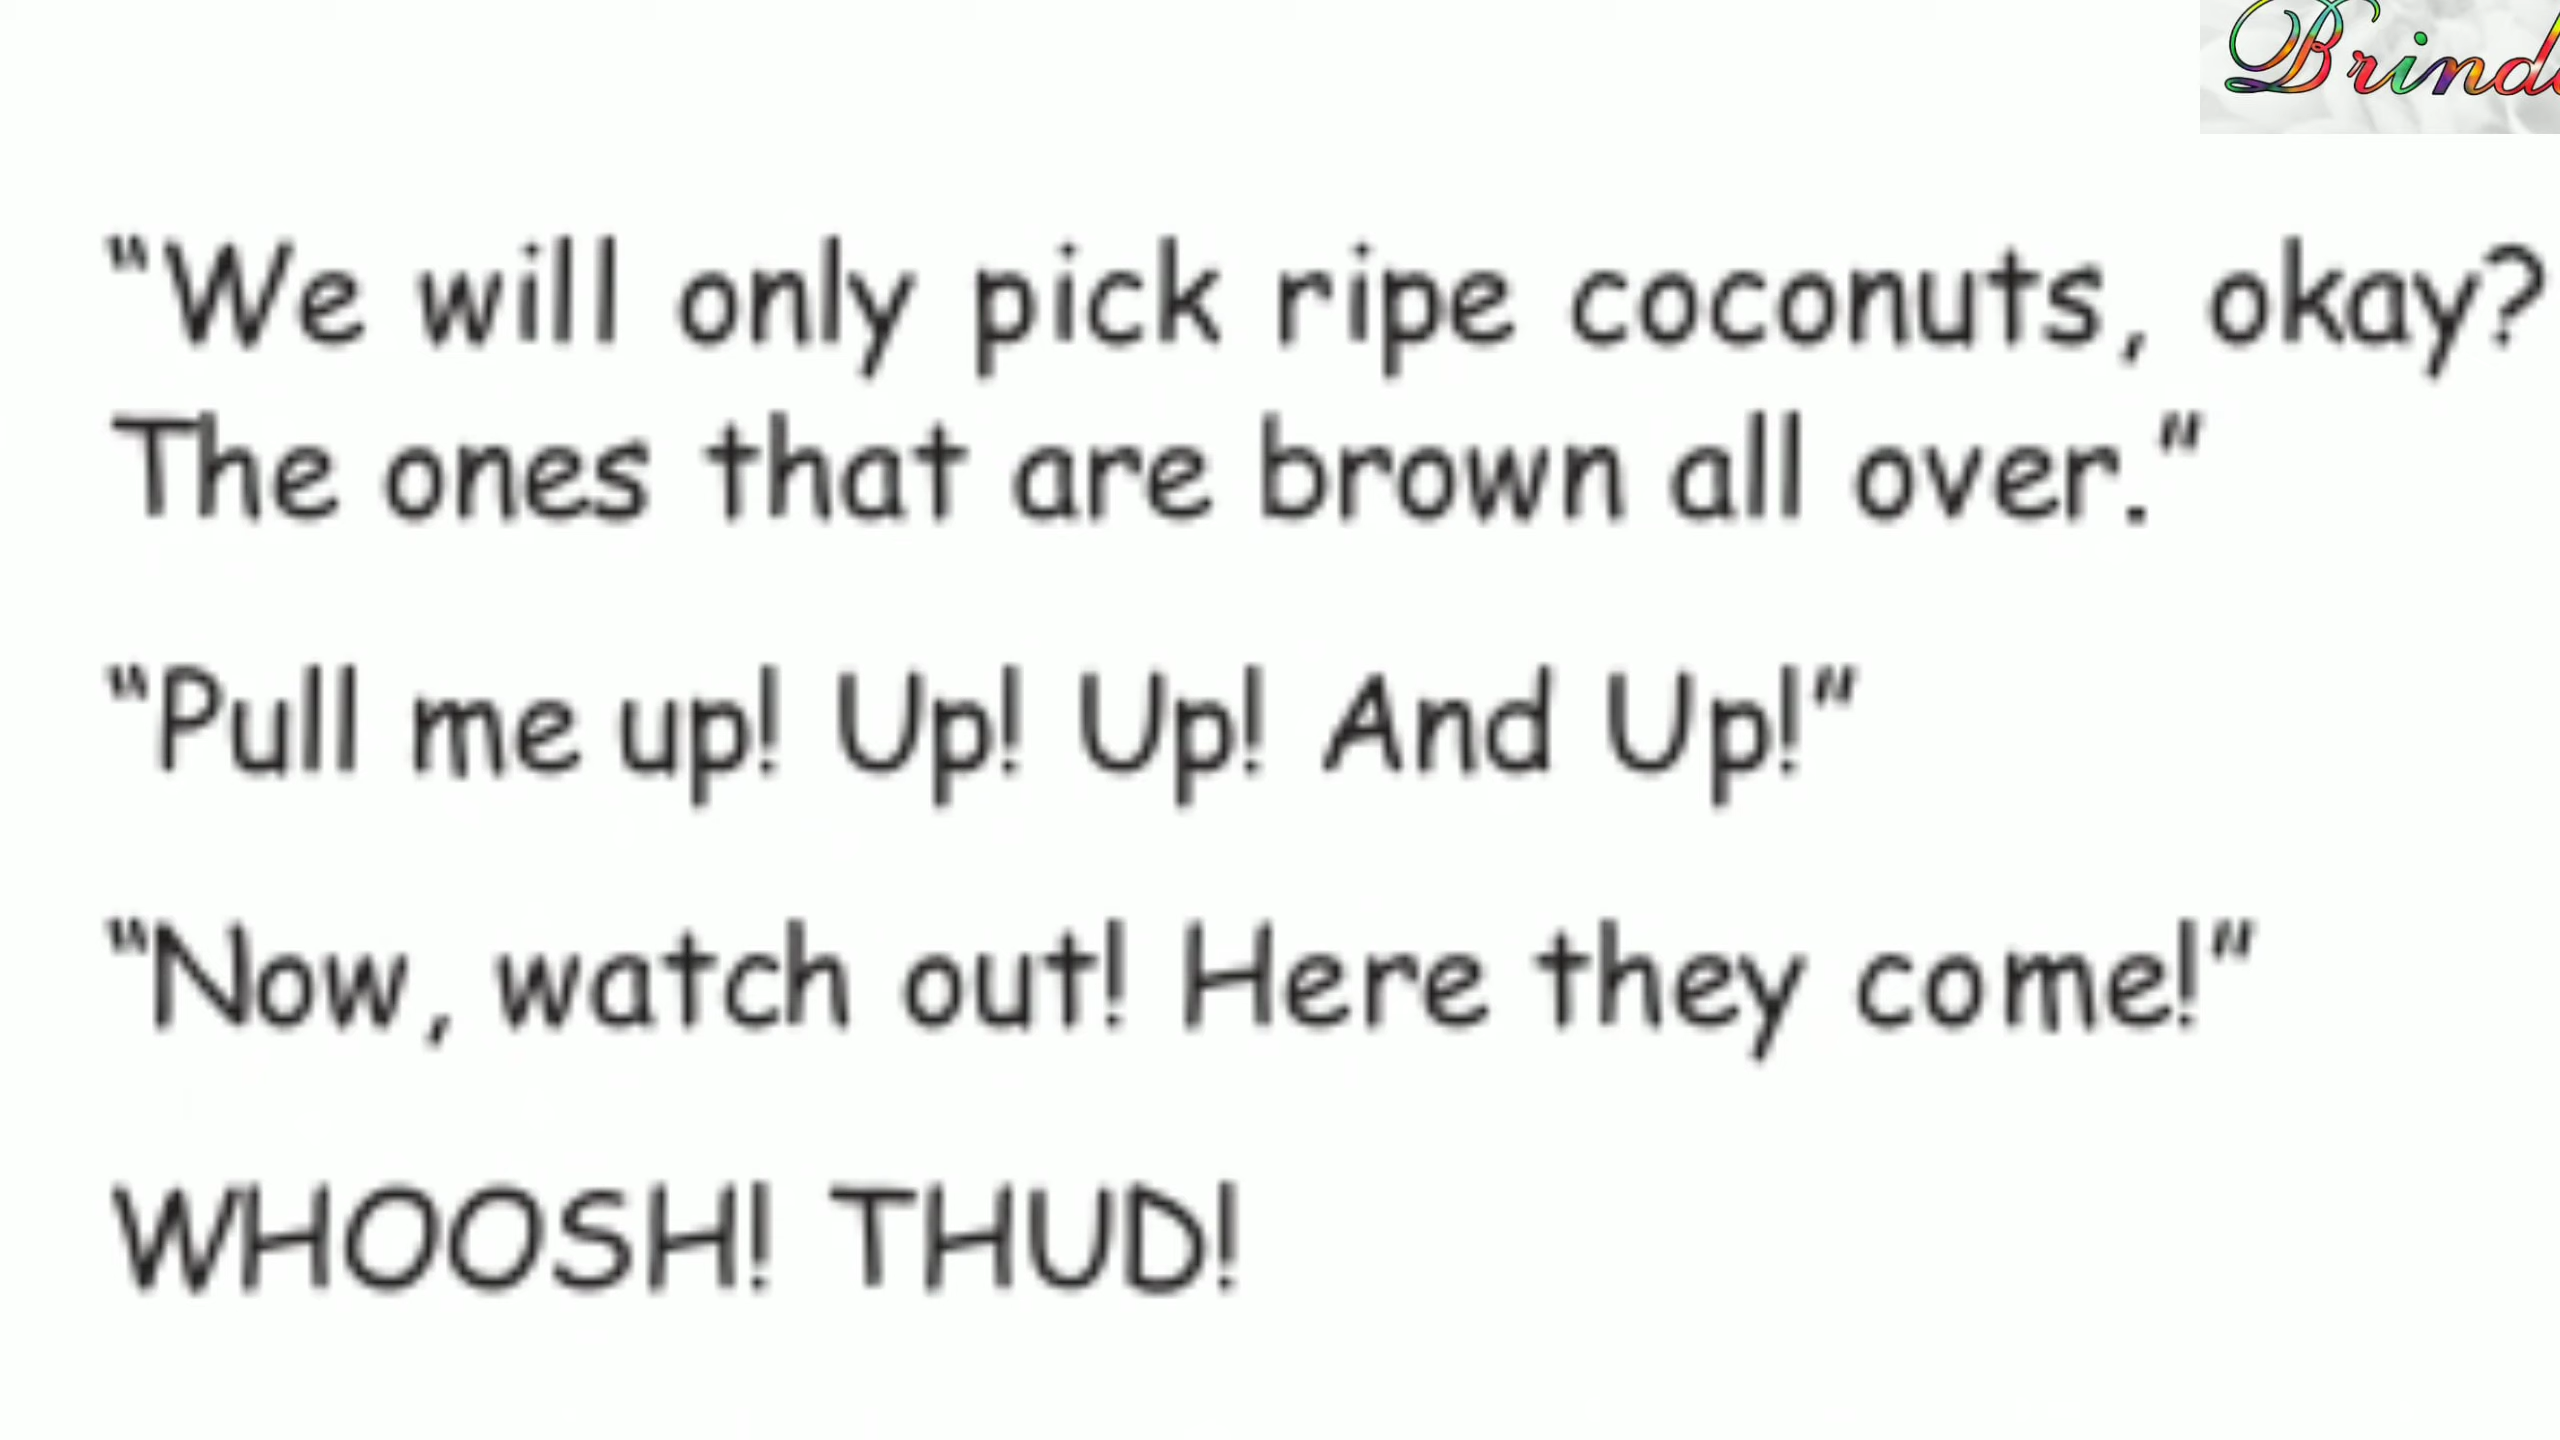 “We will only pick ripe coconuts, okay?
The ones that are brown all over.”
“Pull me up! Up! Up! And Up!”
“Now, watch out! Here they come!”
WHOOSH! THUD!